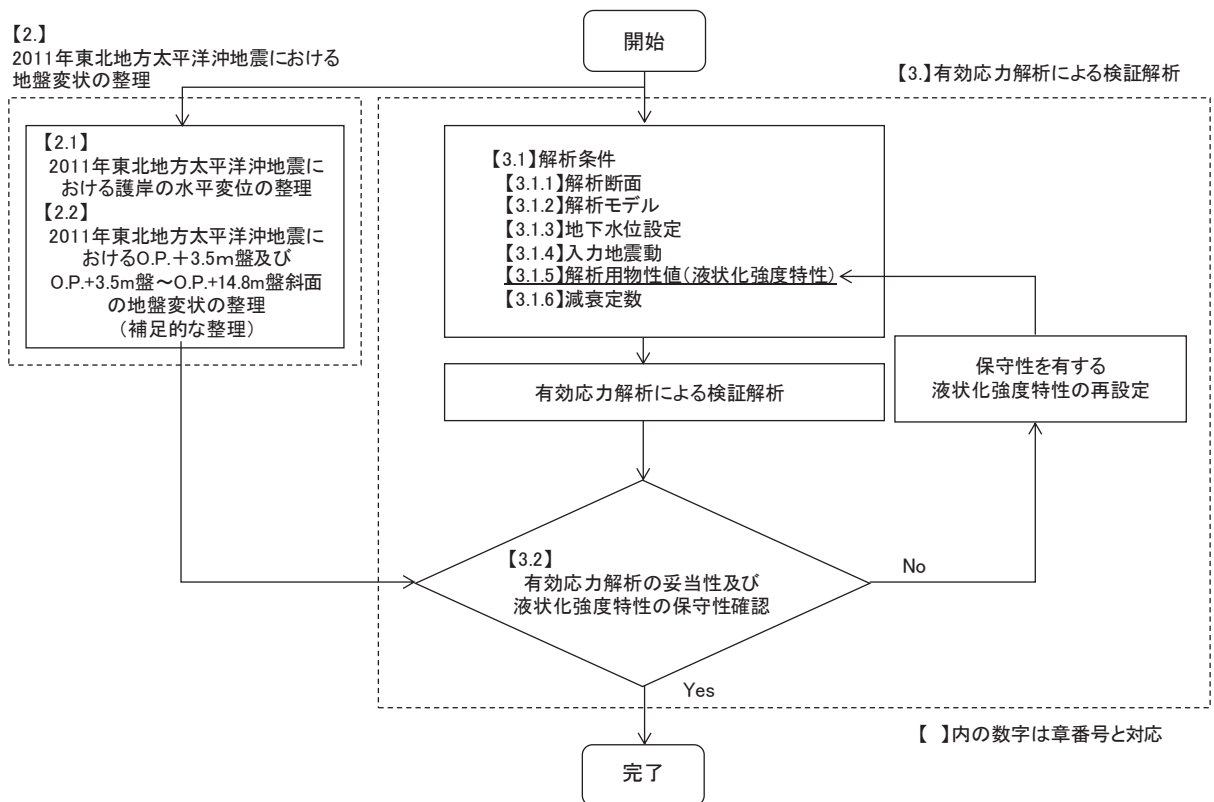 開始
【2.】
2011年東北地方太平洋沖地震における
地盤変状の整理
【2.1】
2011年東北地方太平洋沖地震に
おける護岸の水平変位の整理
【2.2】
2011年東北地方太平洋沖地震に
おけるO.P.＋3.5ｍ盤及び
O.P.+3.5m盤～O.P.+14.8m盤斜面
の地盤変状の整理
（補足的な整理）
【3.】有効応力解析による検証解析
【3.1】解析条件
【3.1.1】解析断面
【3.1.2】解析モデル
【3.1.3】地下水位設定
【3.1.4】入力地震動
【3.1.5】解析用物性値（液状化強度特性）
【3.1.6】減衰定数
有効応力解析による検証解析
保守性を有する
液状化強度特性の再設定
【3.2】
有効応力解析の妥当性及び
液状化強度特性の保守性確認
No
Yes
完了
【　】内の数字は章番号と対応